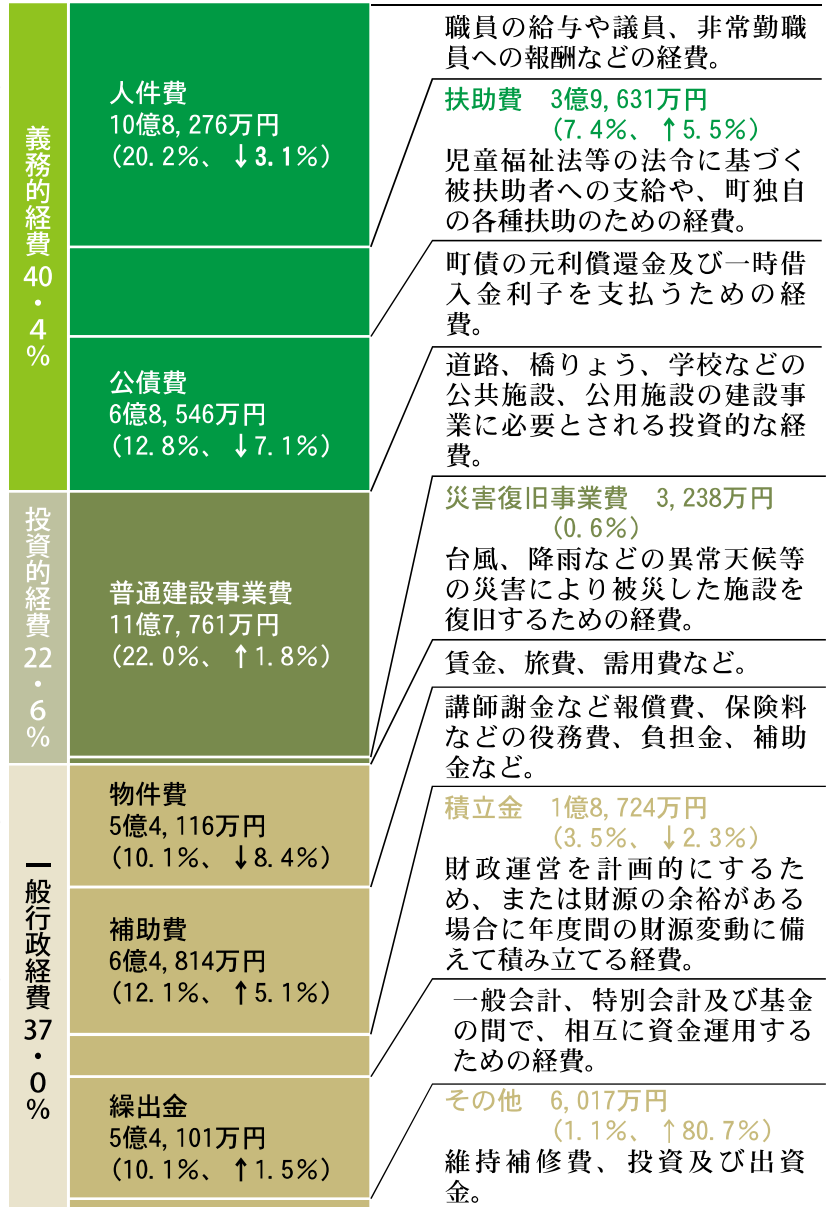 義務的経費 40・4%
人件費
10億8,276万円
(20.2%、↓3.1%)
職員の給与や議員、非常勤職
員への報酬などの経費。
扶助費 3億9,631万円
(7.4%、↑5.5%)
児童福祉法等の法令に基づく
被扶助者への支給や、町独自
の各種扶助のための経費。
公債費
6億8,546万円
(12.8%、↓7.1%)
町債の元利償還金及び一時借
入金利子を支払うための経
費。
投資的経費 22・6%
普通建設事業費
11億7,761万円
(22.0%、↑1.8%)
道路、橋りょう、学校などの
公共施設、公用施設の建設事
業に必要とされる投資的な経
費。
災害復旧事業費 3,238万円
(0.6%)
台風、降雨などの異常天候等
の災害により被災した施設を
復旧するための経費。
一般行政経費 37・0%
物件費
5億4,116万円
(10.1%、↓8.4%)
賃金、旅費、需用費など。
補助費
6億4,814万円
(12.1%、↑5.1%)
講師謝金など報償費、保険料
などの役務費、負担金、補助
金など。
積立金 1億8,724万円
(3.5%、↓2.3%)
財政運営を計画的にするた
め、または財源の余裕がある
場合に年度間の財源変動に備
えて積み立てる経費。
繰出金
5億4,101万円
(10.1%、↑1.5%)
一般会計、特別会計及び基金
の間で、相互に資金運用する
ための経費。
その他 6,017万円
(1.1%、↑80.7%)
維持補修費、投資及び出資
金。